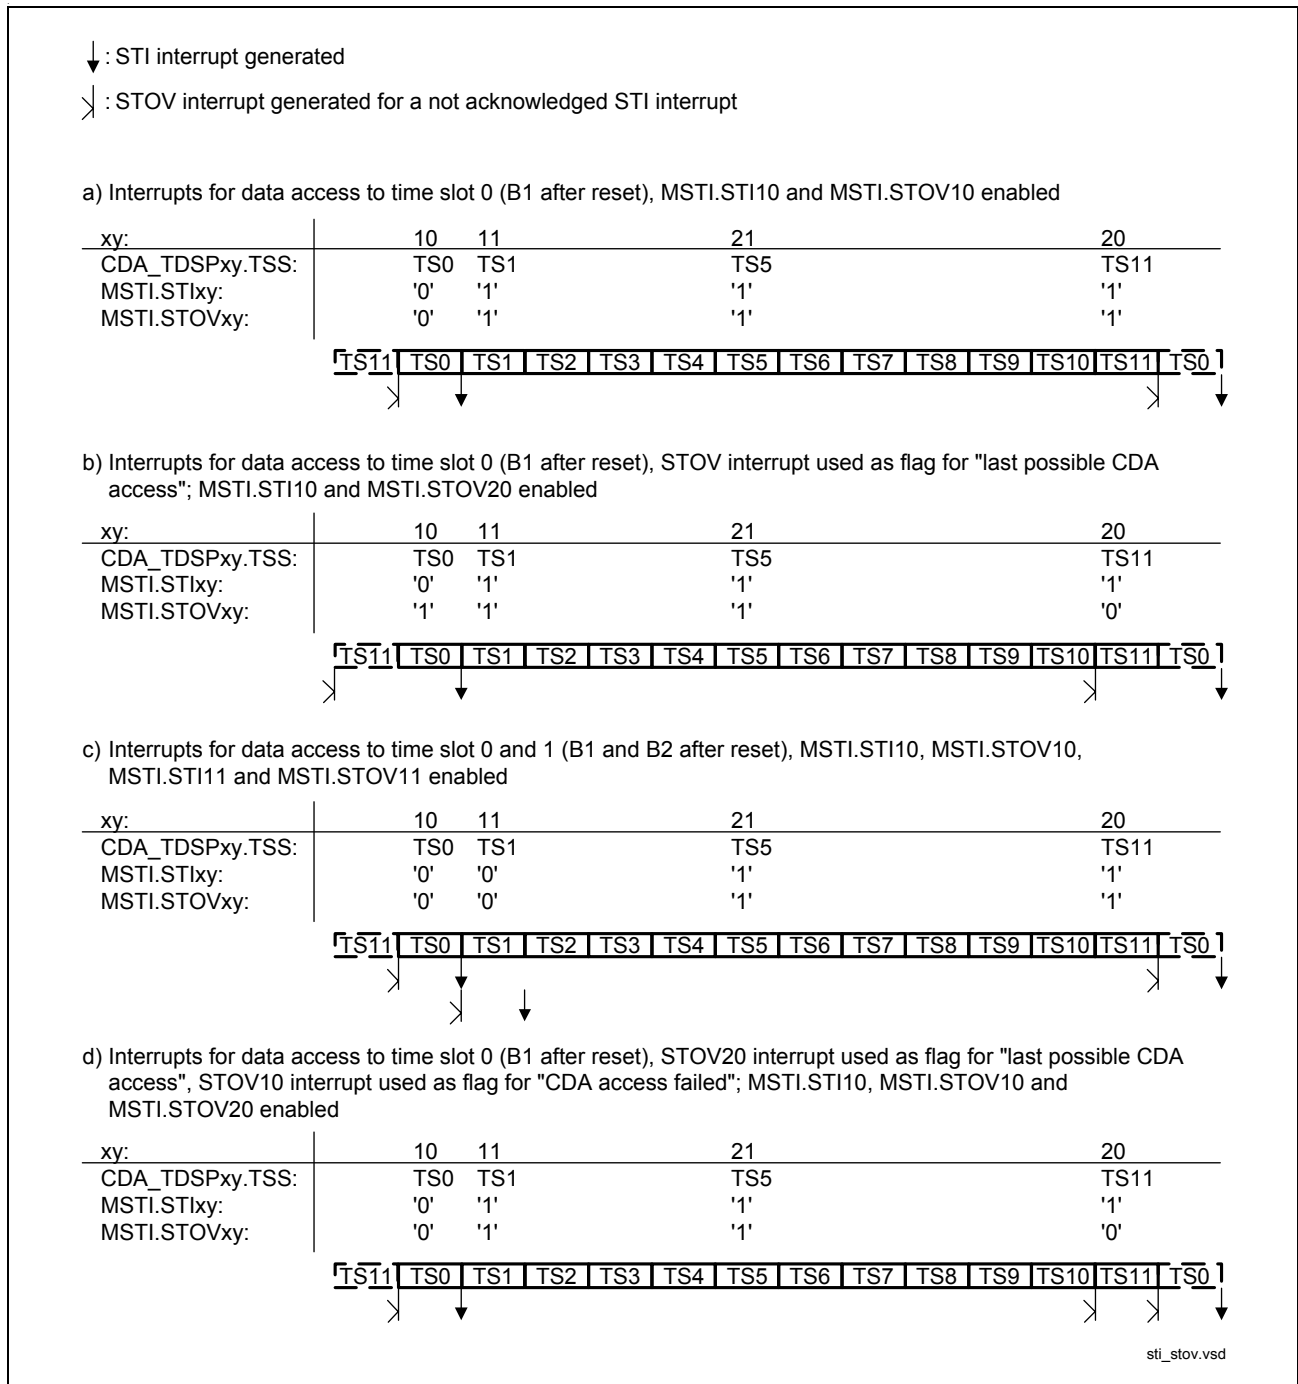 : STI interrupt generated
: STOV interrupt generated for a not acknowledged STI interrupt
a) Interrupts for data access to time slot 0 (B1 after reset), MSTI.STI10 and MSTI.STOV10 enabled
xy: 10 11 21 20
CDA_TDSPxy.TSS: TS0 TS1 TS5 TS11
MSTI.STIxy: '0' '1' '1' '1'
MSTI.STOVxy: '0' '1' '1' '1'
TS11 TS0 TS1 TS2 TS3 TS4 TS5 TS6 TS7 TS8 TS9 TS10 TS11 TS0
b) Interrupts for data access to time slot 0 (B1 after reset), STOV interrupt used as flag for "last possible CDA
access"; MSTI.STI10 and MSTI.STOV20 enabled
xy: 10 11 21 20
CDA_TDSPxy.TSS: TS0 TS1 TS5 TS11
MSTI.STIxy: '0' '1' '1' '1'
MSTI.STOVxy: '1' '1' '1' '0'
TS11 TS0 TS1 TS2 TS3 TS4 TS5 TS6 TS7 TS8 TS9 TS10 TS11 TS0
c) Interrupts for data access to time slot 0 and 1 (B1 and B2 after reset), MSTI.STI10, MSTI.STOV10,
MSTI.STI11 and MSTI.STOV11 enabled
xy: 10 11 21 20
CDA_TDSPxy.TSS: TS0 TS1 TS5 TS11
MSTI.STIxy: '0' '0' '1' '1'
MSTI.STOVxy: '0' '0' '1' '1'
TS11 TS0 TS1 TS2 TS3 TS4 TS5 TS6 TS7 TS8 TS9 TS10 TS11 TS0
d) Interrupts for data access to time slot 0 (B1 after reset), STOV20 interrupt used as flag for "last possible CDA
access", STOV10 interrupt used as flag for "CDA access failed"; MSTI.STI10, MSTI.STOV10 and
MSTI.STOV20 enabled
xy: 10 11 21 20
CDA_TDSPxy.TSS: TS0 TS1 TS5 TS11
MSTI.STIxy: '0' '1' '1' '1'
MSTI.STOVxy: '0' '1' '1' '0'
TS11 TS0 TS1 TS2 TS3 TS4 TS5 TS6 TS7 TS8 TS9 TS10 TS11 TS0
sti_stov.vsd